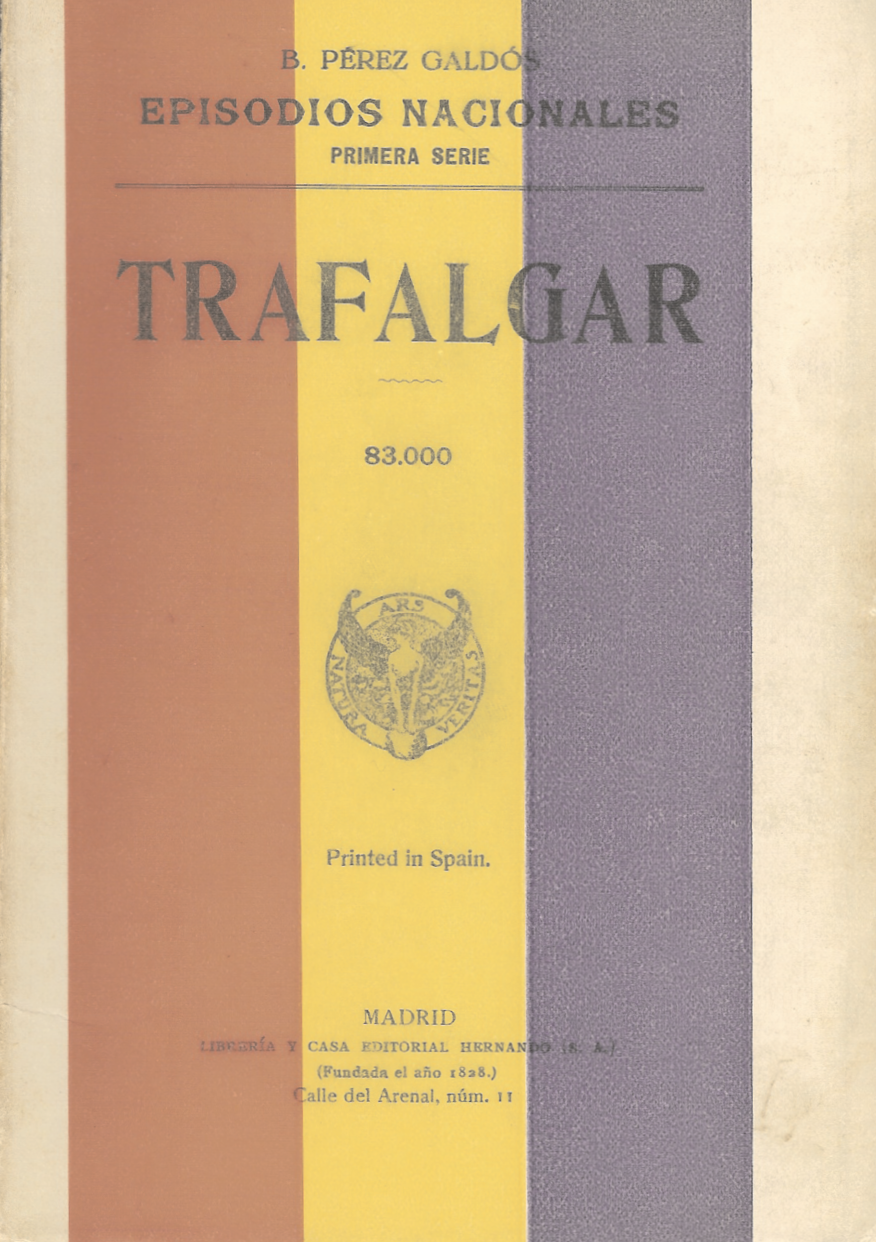 B. PÉREZ GALDÓS
EPISODIOS NACIONALES
PRIMERA SERIE
TRAFALGAR
83.000
ARS
NATURA
VERITAS
Printed in Spain.
MADRID
LIBRERÍA Y CASA EDITORIAL HERNANDO (S. A.)
(Fundada el año 1828.)
Calle del Arenal, núm. 11